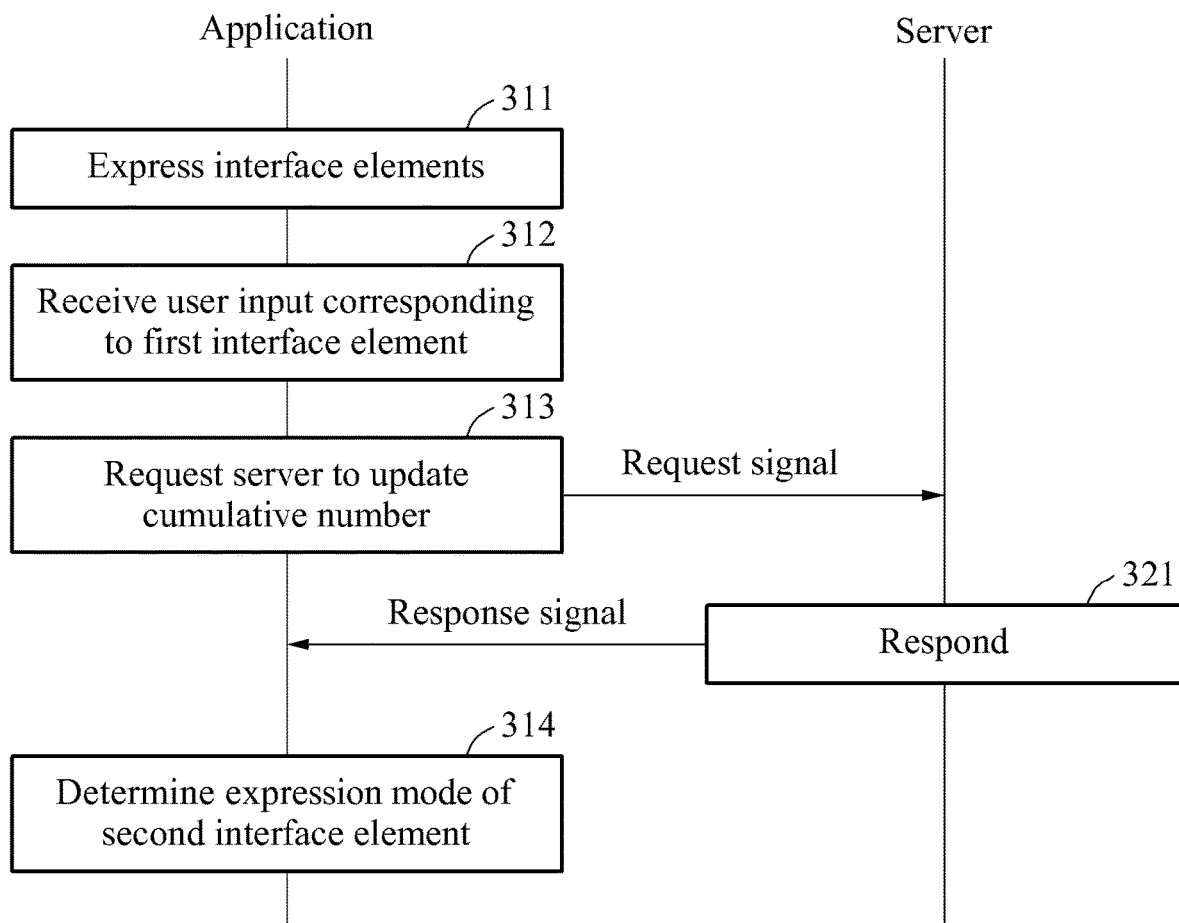 Application
Server
311
Express interface elements
312
Receive user input corresponding
to first interface element
313
Request server to update
cumulative number
Request signal
321
Response signal
Respond
314
Determine expression mode of
second interface element